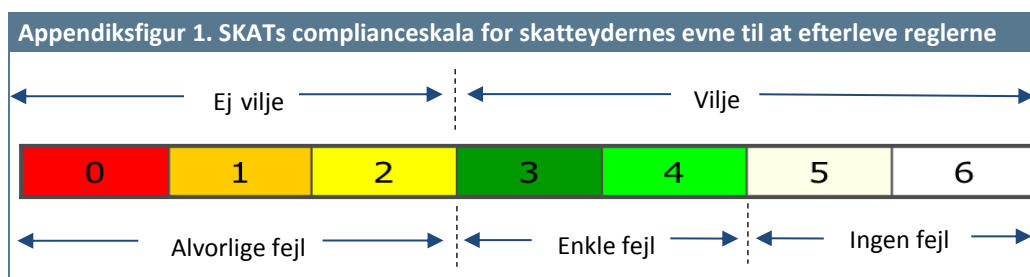 Appendiksfigur 1. SKATs complianceskala for skatteydernes evne til at efterleve reglerne
Ej vilje Vilje
0 1 2 3 4 5 6
Alvorlige fejl Enkle fejl Ingen fejl